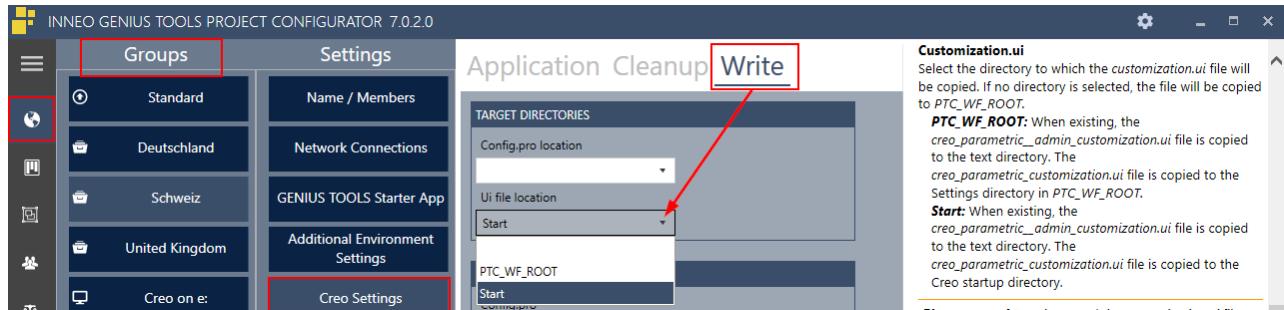 INNEO GENIUS TOOLS PROJECT CONFIGURATOR 7.0.2.0
Groups
Standard
Deutschland
Schweiz
United Kingdom
Creo on e:
Settings
Name / Members
Network Connections
GENIUS TOOLS Starter App
Additional Environment
Settings
Creo Settings
Application Cleanup Write
TARGET DIRECTORIES
Config.pro location
Ui file location
Start
PTC_WF_ROOT
Start
Config.pro
Customization.ui
Select the directory to which the customization.ui file will
be copied. If no directory is selected, the file will be copied
to PTC_WF_ROOT.
PTC_WF_ROOT: When existing, the
creo_parametric__admin_customization.ui file is copied
to the text directory. The
creo_parametric_customization.ui file is copied to the
Settings directory in PTC_WF_ROOT.
Start: When existing, the
creo_parametric__admin_customization.ui file is copied
to the text directory. The
creo_parametric_customization.ui file is copied to the
Creo startup directory.